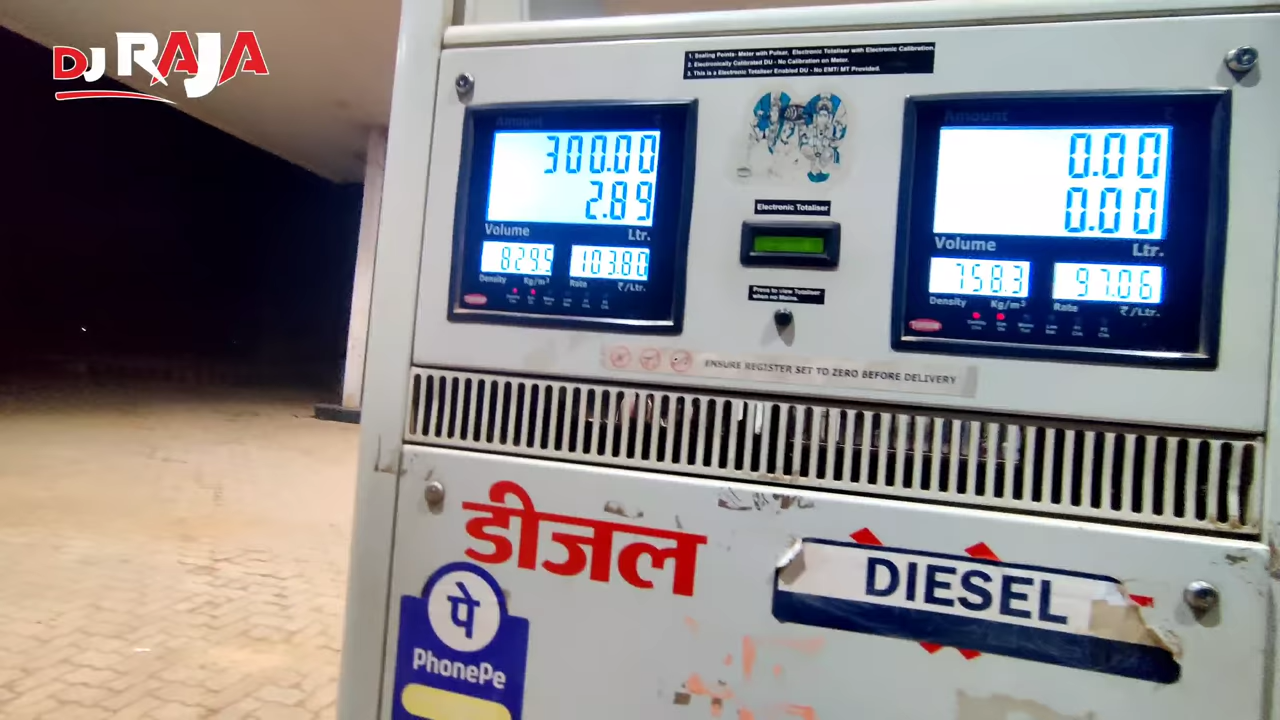 DJ RAJA
1. Sealing Points- Meter with Pulser, Electronic Totaliser with Electronic Calibration.
2. Electronically Calibrated DU - No Calibration on Meter.
3. This is a Electronic Totaliser Enabled DU - No EMT/ MT Provided.
Amount
300.00
2.89
Volume Ltr.
829.5 103.80
Density Kg/m³ Rate ₹/Ltr.
Electronic Totaliser
Press to view Totaliser
when no Mains.
Amount
0.00
0.00
Volume Ltr.
758.3 97.06
Density Kg/m³ Rate ₹/Ltr.
ENSURE REGISTER SET TO ZERO BEFORE DELIVERY
डीजल
DIESEL
पे
PhonePe